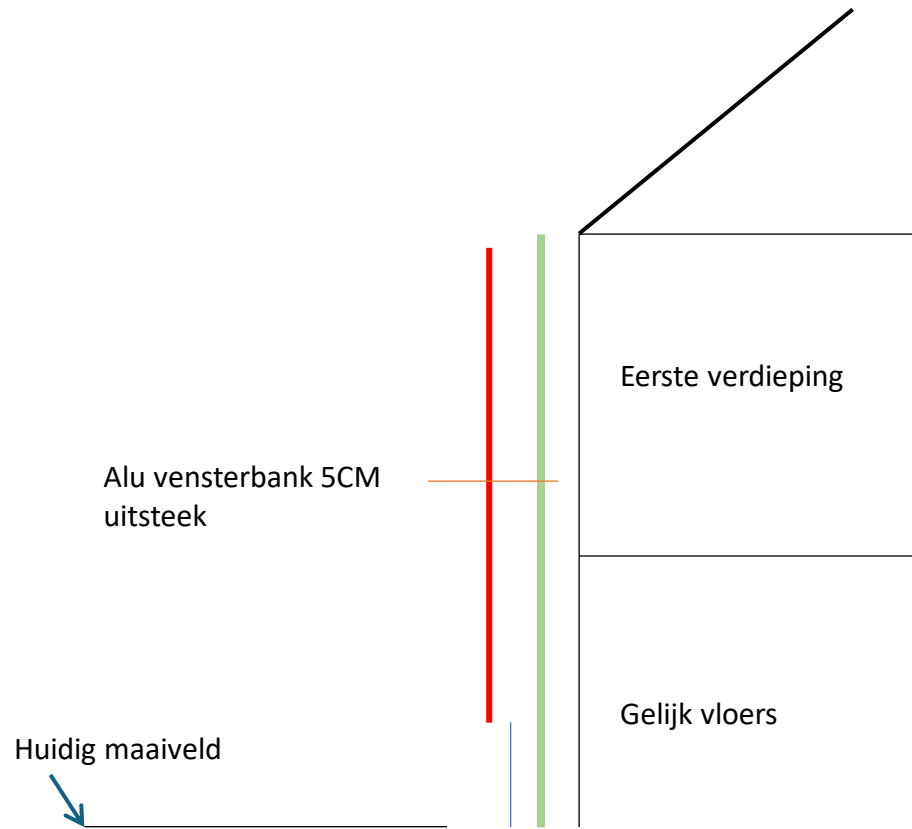 Eerste verdieping
Alu vensterbank 5CM
uitsteek
Gelijk vloers
Huidig maaiveld